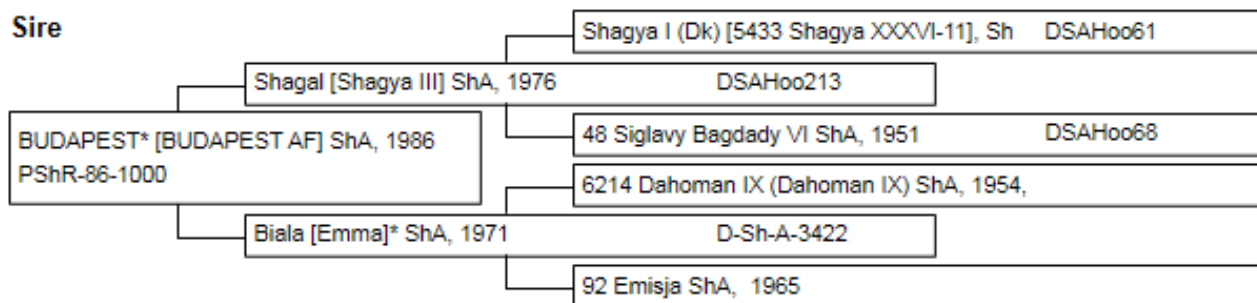 Sire
Shagya I (Dk) [5433 Shagya XXXVI-11], Sh DSAHoo61
Shagal [Shagya III] ShA, 1976 DSAHoo213
48 Siglavy Bagdady VI ShA, 1951 DSAHoo68
BUDAPEST* [BUDAPEST AF] ShA, 1986
PShR-86-1000
6214 Dahoman IX (Dahoman IX) ShA, 1954,
Biala [Emma]* ShA, 1971 D-Sh-A-3422
92 Emisja ShA, 1965